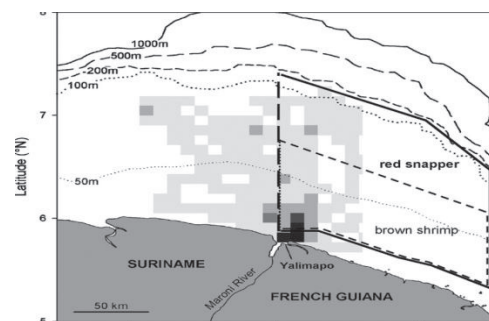 8
1000m
500m
200m
100m
7
Latitude (°N)
red snapper
50m
6
brown shrimp
Yalimapo
SURINAME
Maroni River
50 km
FRENCH GUIANA
5